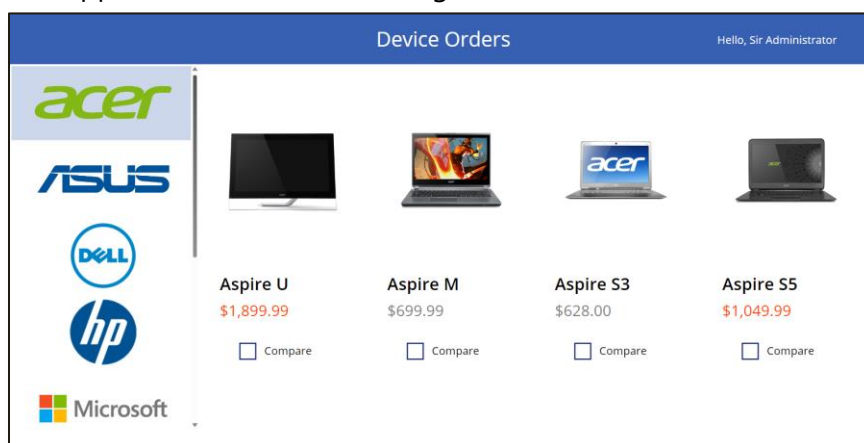 Device Orders
Hello, Sir Administrator
acer
ASUS
DELL
hp
Microsoft
acer
Aspire U
Aspire M
Aspire S3
Aspire S5
$1,899.99
$699.99
$628.00
$1,049.99
Compare
Compare
Compare
Compare